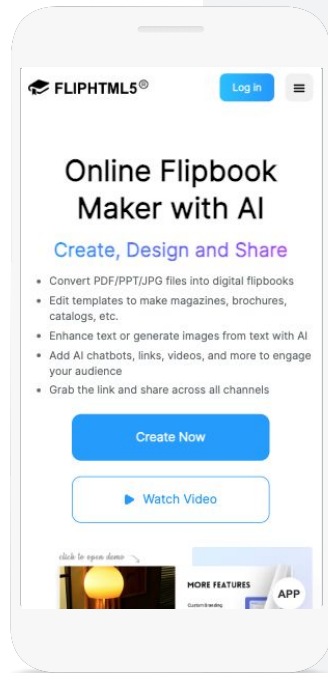 FLIPHTML5®
Log in
Online Flipbook
Maker with AI
Create, Design and Share
• Convert PDF/PPT/JPG files into digital flipbooks
• Edit templates to make magazines, brochures,
catalogs, etc.
• Enhance text or generate images from text with AI
• Add AI chatbots, links, videos, and more to engage
your audience
• Grab the link and share across all channels
Create Now
Watch Video
click to open demo
MORE FEATURES
Custom Branding
APP